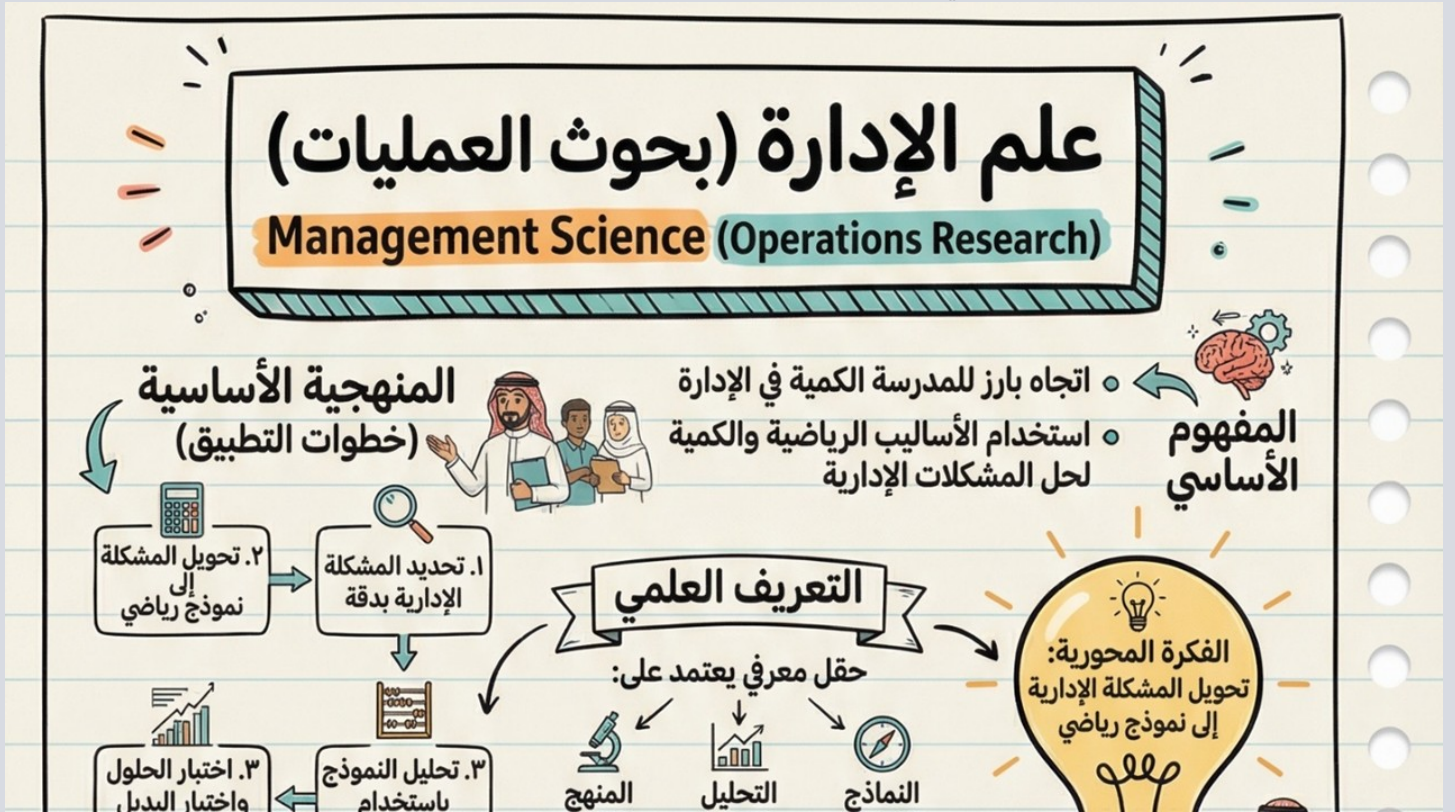 علم الإدارة (بحوث العمليات)
Management Science (Operations Research)
المفهوم
الأساسي
اتجاه بارز للمدرسة الكمية في الإدارة
استخدام الأساليب الرياضية والكمية
لحل المشكلات الإدارية
المنهجية الأساسية
(خطوات التطبيق)
١. تحديد المشكلة
الإدارية بدقة
٢. تحويل المشكلة
إلى
نموذج رياضي
٣. تحليل النموذج
باستخدام
٣. اختبار الحلول
واختيار البديل
التعريف العلمي
حقل معرفي يعتمد على:
النماذج
التحليل
المنهج
الفكرة المحورية:
تحويل المشكلة الإدارية
إلى نموذج رياضي